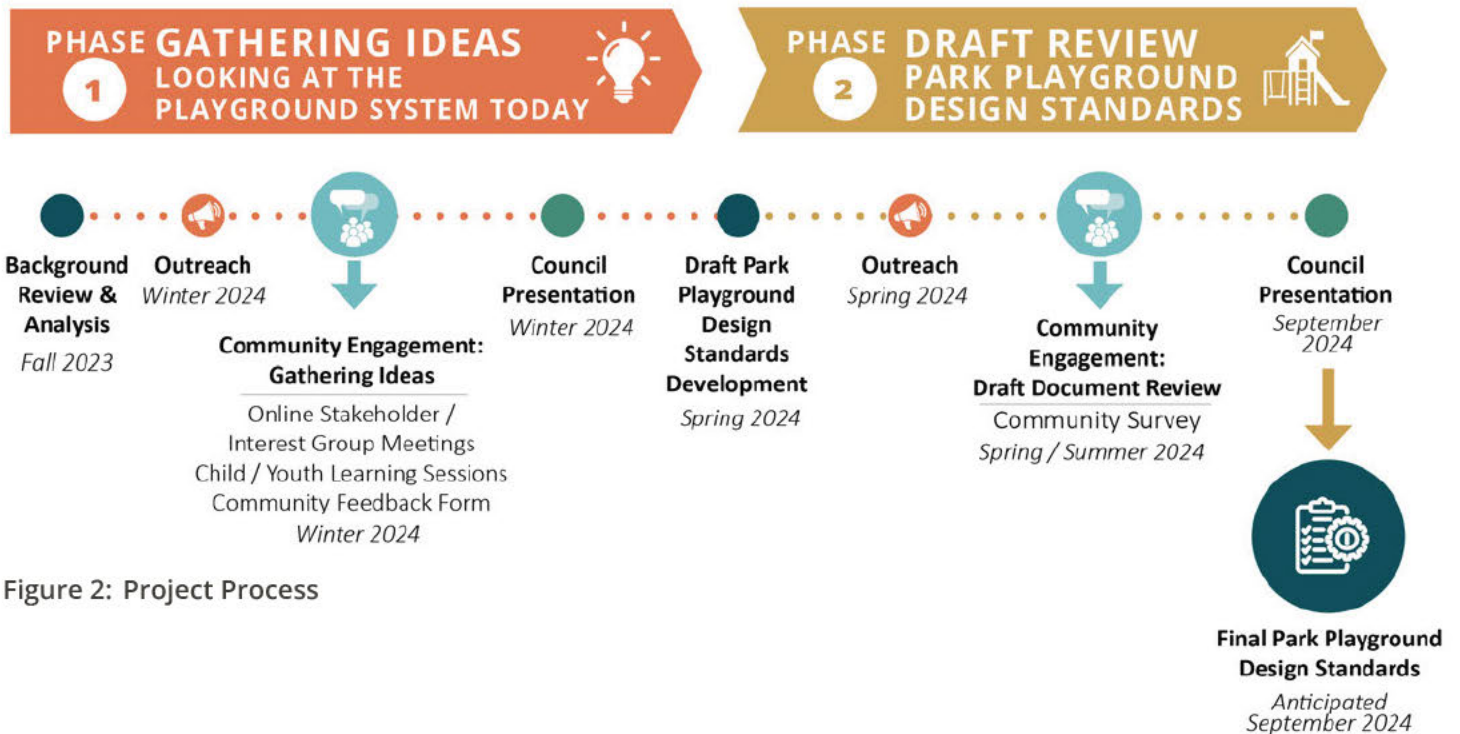 PHASE 1
GATHERING IDEAS
LOOKING AT THE
PLAYGROUND SYSTEM TODAY
PHASE 2
DRAFT REVIEW
PARK PLAYGROUND
DESIGN STANDARDS
Background
Review &
Analysis
Fall 2023
Outreach
Winter 2024
Community Engagement:
Gathering Ideas
Online Stakeholder /
Interest Group Meetings
Child / Youth Learning Sessions
Community Feedback Form
Winter 2024
Council
Presentation
Winter 2024
Draft Park
Playground
Design
Standards
Development
Spring 2024
Outreach
Spring 2024
Community
Engagement:
Draft Document Review
Community Survey
Spring / Summer 2024
Council
Presentation
September
2024
Final Park Playground
Design Standards
Anticipated
September 2024
Figure 2: Project Process